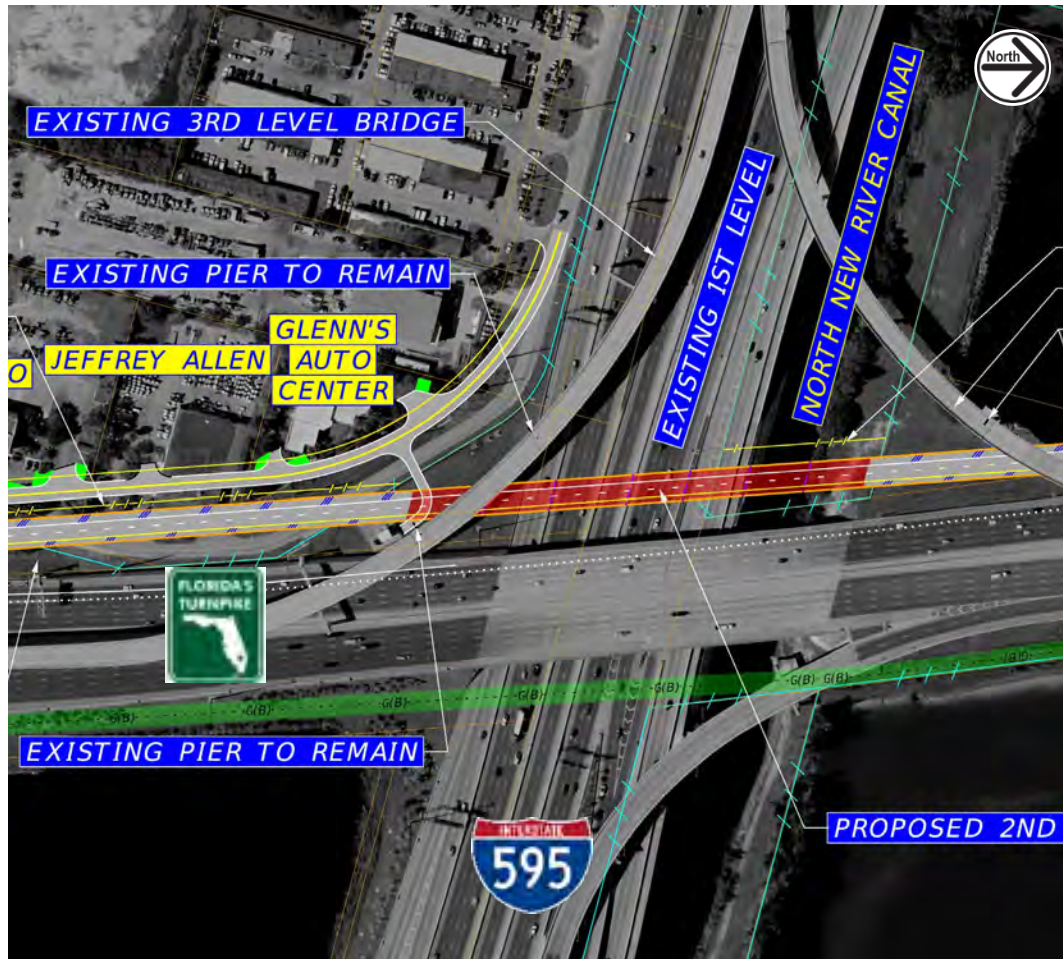 North
EXISTING 3RD LEVEL BRIDGE
NORTH NEW RIVER CANAL
EXISTING 1ST LEVEL
EXISTING PIER TO REMAIN
GLENN'S
AUTO
CENTER
JEFFREY ALLEN
O
FLORIDA'S
TURNPIKE
-G(B)-
-G(B)-
-G(B)-
-G(B)-
-G(B)-
-G(B)
G(B)-
-G(B)-
EXISTING PIER TO REMAIN
PROPOSED 2ND
INTERSTATE
595